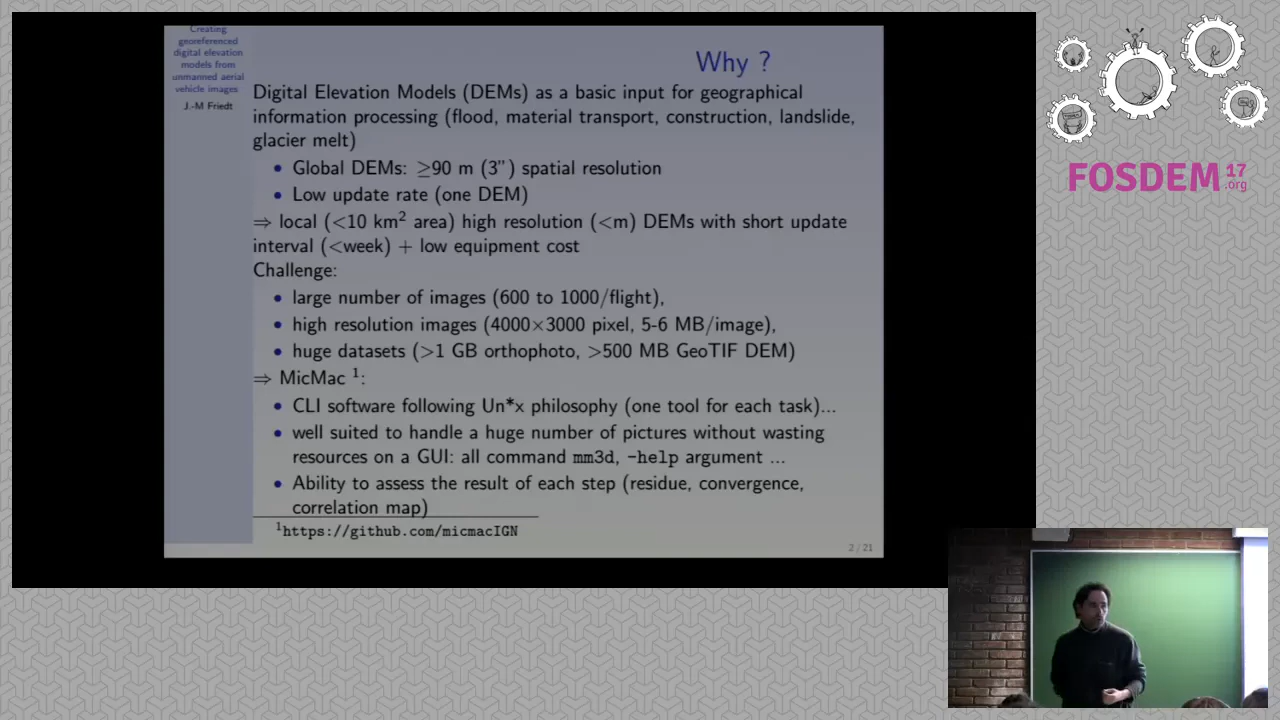 Creating
georeferenced
digital elevation
models from
unmanned aerial
vehicle images
J.-M Friedt
Why ?
Digital Elevation Models (DEMs) as a basic input for geographical
information processing (flood, material transport, construction, landslide,
glacier melt)
• Global DEMs: ≥90 m (3") spatial resolution
• Low update rate (one DEM)
⇒ local (<10 km² area) high resolution (<m) DEMs with short update
interval (<week) + low equipment cost
Challenge:
• large number of images (600 to 1000/flight),
• high resolution images (4000×3000 pixel, 5-6 MB/image),
• huge datasets (>1 GB orthophoto, >500 MB GeoTIF DEM)
⇒ MicMac ¹:
• CLI software following Un*x philosophy (one tool for each task)...
• well suited to handle a huge number of pictures without wasting
resources on a GUI: all command mm3d, -help argument ...
• Ability to assess the result of each step (residue, convergence,
correlation map)
¹https://github.com/micmacIGN
2 / 21
FOSDEM 17
.org